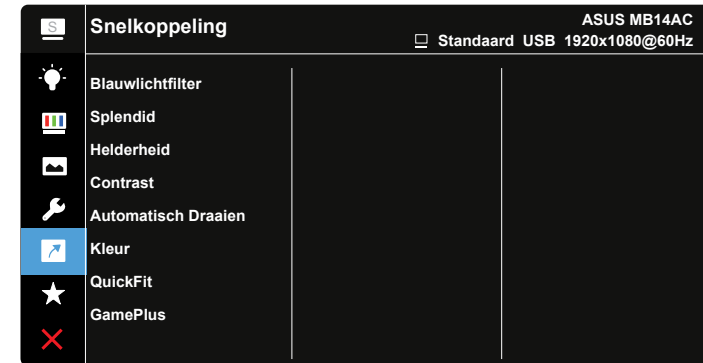 S
Snelkoppeling
ASUS MB14AC
Standaard USB 1920x1080@60Hz
Blauwlichtfilter
Splendid
Helderheid
Contrast
Automatisch Draaien
Kleur
QuickFit
GamePlus